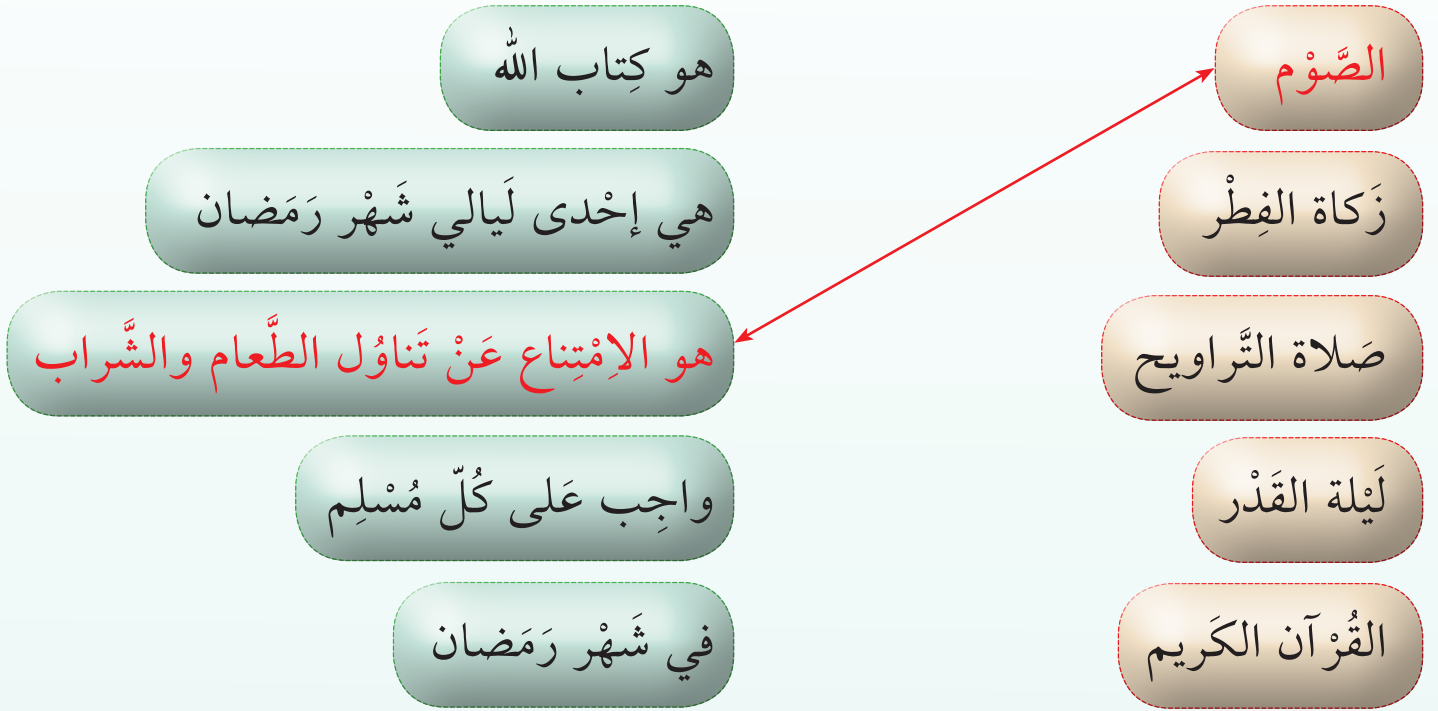 الصَّوْم
هو كِتاب الله
زَكاة الفِطْر
هي إحْدى لَيالي شَهْر رَمَضان
صَلاة التَّراويح
هو الاِمْتِناع عَنْ تَناوُل الطَّعام والشَّراب
لَيْلة القَدْر
واجِب عَلى كُلّ مُسْلِم
القُرْآن الكَريم
في شَهْر رَمَضان